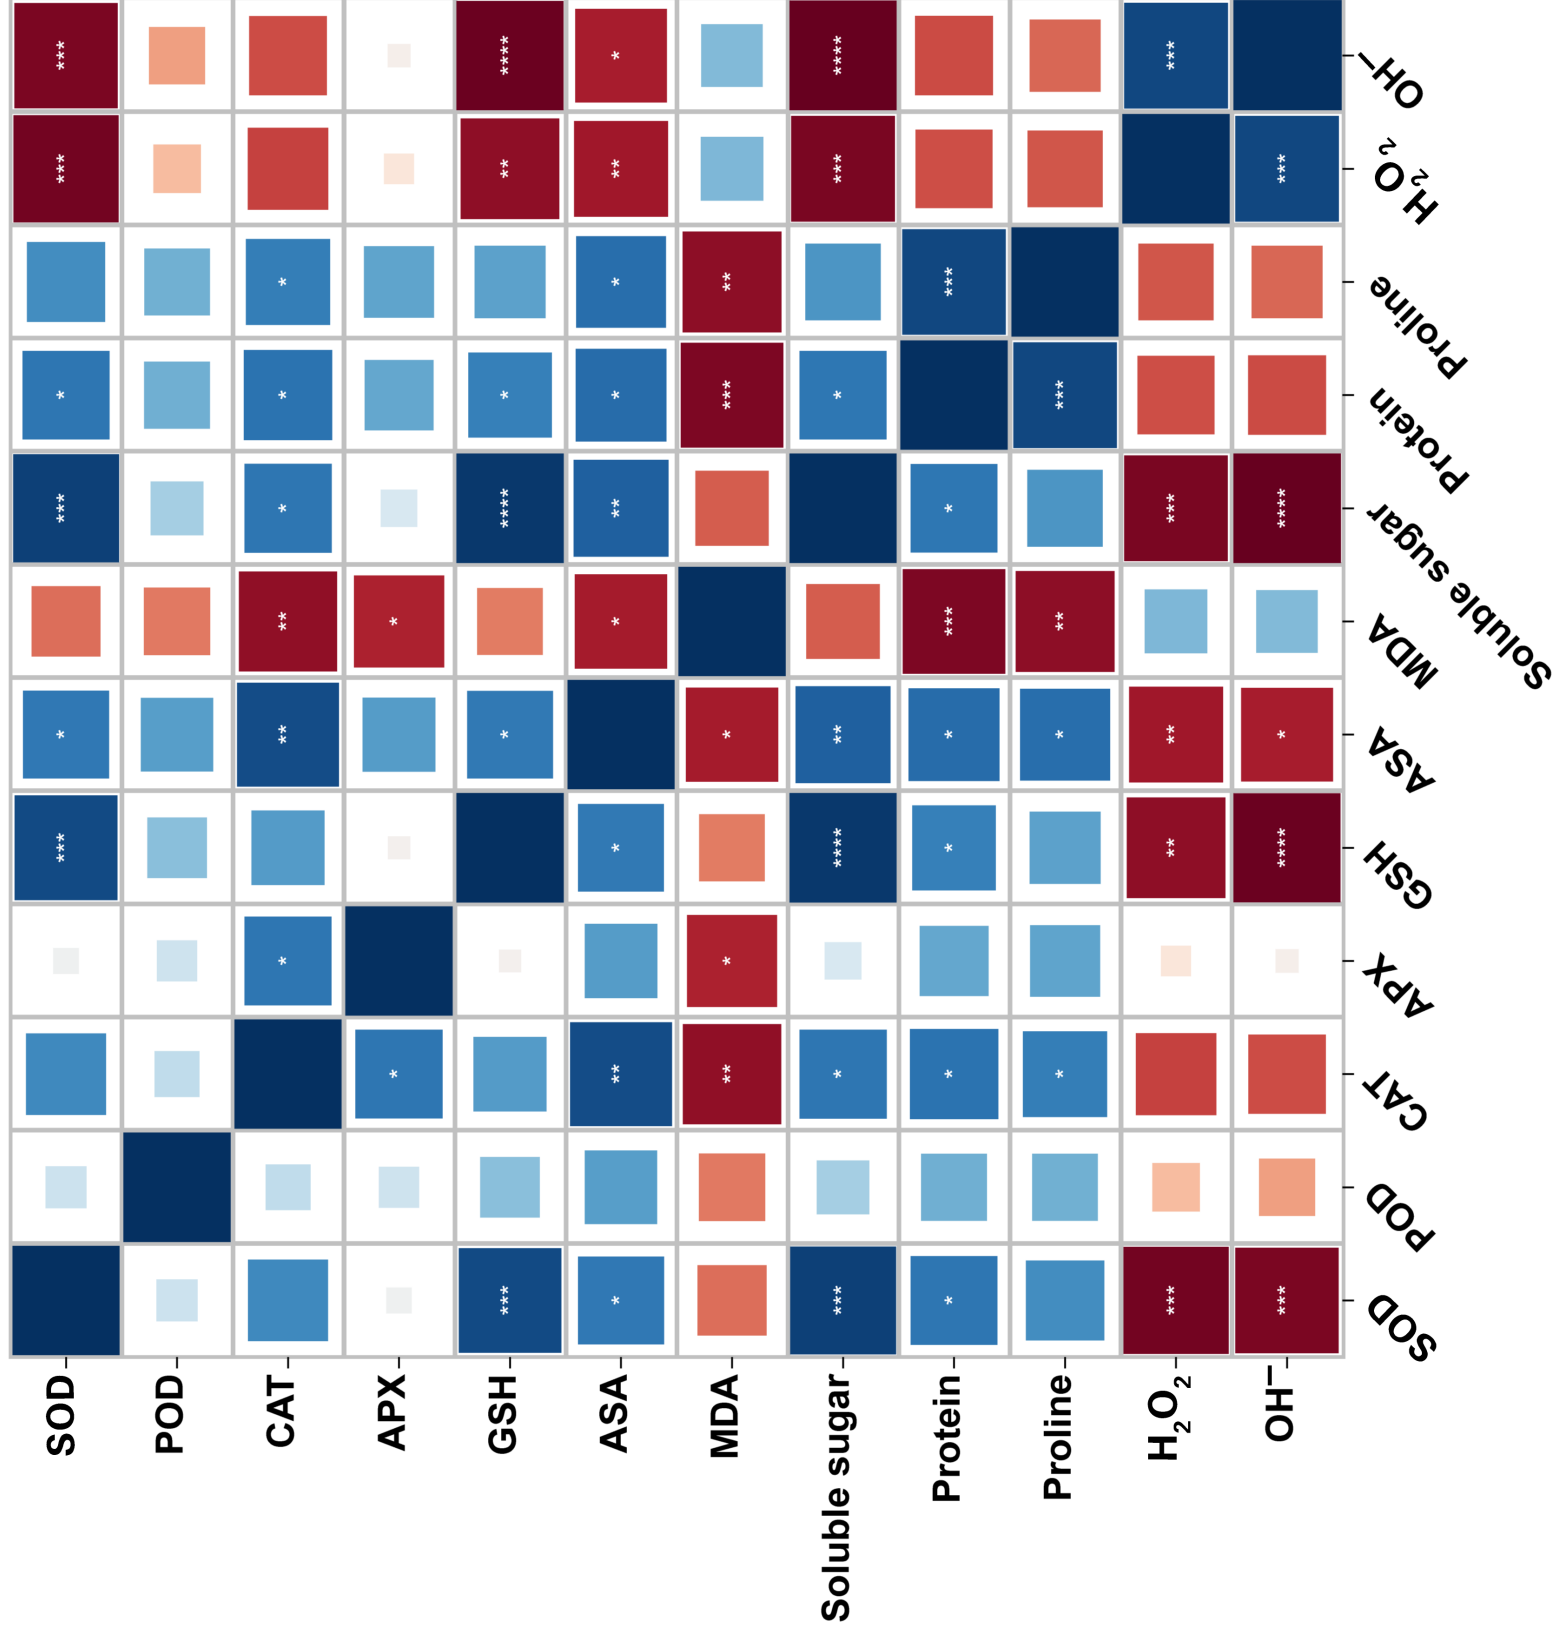 SOD *** * *** * *** ***
POD
CAT * ** ** * * *
APX * *
GSH *** * **** * ** ****
ASA * ** * * ** * * ** *
MDA ** * * *** **
Soluble sugar *** * **** ** * *** ****
Protein * * * * *** * ***
Proline * * ** ***
H₂O₂ *** ** ** *** ***
OH⁻ *** **** * **** ***
SOD
POD
CAT
APX
GSH
ASA
MDA
Soluble sugar
Protein
Proline
H₂O₂
OH⁻